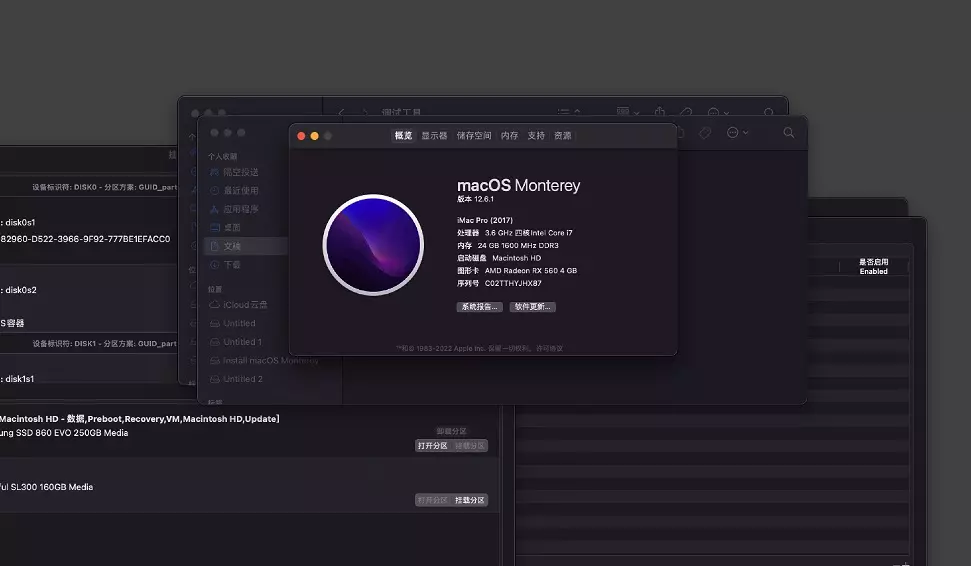 调试工具
概览 显示器 储存空间 内存 支持 资源
个人收藏
隔空投送
最近使用
应用程序
桌面
文稿
下载
位置
iCloud云盘
Untitled
Untitled 1
Install macOS Monterey
Untitled 2
macOS Monterey
版本 12.6.1
iMac Pro (2017)
处理器 3.6 GHz 四核Intel Core i7
内存 24 GB 1600 MHz DDR3
启动磁盘 Macintosh HD
图形卡 AMD Radeon RX 560 4 GB
序列号 C02TTHYJHX87
系统报告... 软件更新...
™和© 1983-2022 Apple Inc. 保留一切权利。许可协议
设备标识符: DISK0 - 分区方案: GUID_part
: disk0s1
82960-D522-3966-9F92-777BE1EFACC0
: disk0s2
S容器
设备标识符: DISK1 - 分区方案: GUID_part
: disk1s1
Macintosh HD - 数据,Preboot,Recovery,VM,Macintosh HD,Update]
ung SSD 860 EVO 250GB Media
卸载分区
打开分区 挂载分区
ful SL300 160GB Media
打开分区 挂载分区
是否启用
Enabled